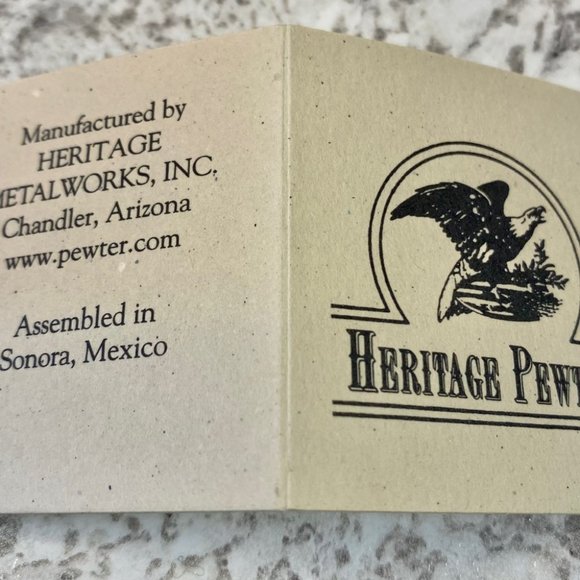 Manufactured by
HERITAGE
METALWORKS, INC.
Chandler, Arizona
www.pewter.com
Assembled in
Sonora, Mexico
HERITAGE PEWT